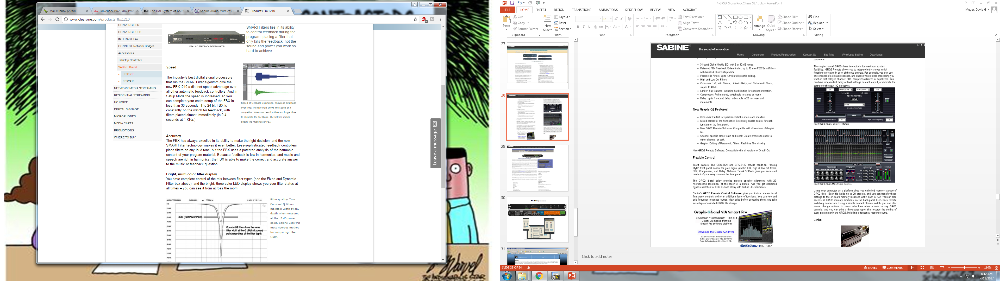 Mail :: Inbox (2260)
DriveRack PA2 | dbx Pro
The HAL System of DSP
Sabine Audio, Wireless
Products Fbx1210
www.clearone.com/products_fbx1210
CONVERGE SR
CONVERGE USB
INTERACT Pro
CONNECT Network Bridges
Accessories
Tabletop Controller
SABINE Brand
FBX1210
FBX2410
NETWORK MEDIA STREAMING
RESIDENTIAL STREAMING
UC VOICE
DIGITAL SIGNAGE
MICROPHONES
MEDIA CARTS
PROMOTIONS
WHERE TO BUY
FBX1210 FEEDBACK EXTERMINATOR
SMARTFilters lies in its ability
to control feedback during the
program, placing a filter that
only kills the feedback, not the
sound and power you work so
hard to achieve.
Speed
The industry's best digital signal processors
that run the SMARTFilter algorithm give the
new FBX1210 a distinct speed advantage over
all other automatic feedback controllers. And in
Setup Mode the speed is increased, so you
can complete your entire setup of the FBX in
less than 30 seconds. The 24-bit FBX is
constantly on the watch for feedback, with
filters placed almost immediately (in 0.4
seconds at 1 KHz.)
Speed of feedback elimination, shown as amplitude
over time: The top chart shows the speed of a
competitor. Note slow reaction time and longer time
to eliminate the feedback. The bottom section
shows the much faster FBX.
Accuracy
The FBX has always excelled in its ability to make the right decision, and the new
SMARTFilter technology makes it even better. Less-sophisticated feedback controllers
place filters on any loud tone, but the FBX uses a patented analysis of the harmonic
content of your program material. Because feedback is low in harmonics, and music and
speech are rich in harmonics, the FBX is able to make the correct and accurate answer
to the music or feedback question.
Bright, multi-color filter display
You have complete control of the mix between filter types (see the Fixed and Dynamic
Filter box above), and the bright, three-color LED display shows you your filter status at
all times – you can see it from across the room!
AUDIO PRECISION AMPL(dBV) vs FREQ(Hz)
-3 dB (Half Power Point)
Constant Q filters have the same
filter width at the -3 dB (half power)
point regardless of the filter depth.
Filter quality: True
Constant Q filters
maintain width at any
depth when measured
at the -3 dB power
point. Sabine uses this
most rigorous method
for computing filter
width.
Leave a message
4-SRSD_SignalProcChain_S17.pptx - PowerPoint
FILE HOME INSERT DESIGN TRANSITIONS ANIMATIONS SLIDE SHOW REVIEW VIEW ACROBAT
Meyer, David G
Paste
Cut
Copy
Format Painter
Clipboard
New
Slide
Layout
Reset
Section
Slides
18
Font
Text Direction
Align Text
Convert to SmartArt
Paragraph
Arrange
Quick
Styles
Shape Fill
Shape Outline
Shape Effects
Drawing
Find
Replace
Select
Editing
27
28
29
30
31
SABINE
the sound of innovation
All Rig
Home Corporate Product Registration Contact Us Site Map Who Uses Sabine Downloads
31-band Digital Grahic EQ, with 6 or 12 dB range.
Patented FBX Feedback Exterminator: up to 12 new FBX SmartFilters
with Quick & Quiet Setup Mode.
Parametric Filters, up to 12 with full graphic editing.
High and Low Cut Filters.
Crossover: 1x2, with Bessel, Linkwitz-Reily, and Butterworth filters,
slopes to 48 dB.
Limiter: Full-featured, including hard limiting for speaker protection.
Compressor: Full-featured, switchable to stereo or mono.
Delay: up to 1 second delay, adjustable in 20 microsecond
increments.
New Graphi-Q2 Features!
Crossover: Perfect for speaker control in mains and monitors.
Mixed control for the front panel: Selectively enable control for each
function on the front panel.
New GRQ2 Remote Software: Compatible with all versions of Graphi-
Qs.
Channel specific preset save and recall: Create presets to apply to
either channel, or both.
Graphic Editing of Parametric Filters: Real-time filter drawing.
New GRQ2 Remote Software: Compatible with all versions of Graphi-Qs
Flexible Control
Front panels: The GRQ-3121 and GRQ-3122 provide hands-on, "analog
style" front panel control for your digital graphic EQ, high & low cut filters,
FBX, Compressor, and Delay. Sabine's Tweek 'n' Peek gives you an instant
readout of your every move on the front panel.
The GRQ2 digital delay provides precise speaker alignment, with 20-
microsecond resolution, at the touch of a button. And you get dedicated
bypass switches for FBX, EQ and Delay with built-in LED indicators.
Sabine's GRQ2 Remote Control Software gives you instant access to all
front panel controls and to an additional layer of functions. You can view and
edit frequency response curves, view edits before executing them, and take
advantage of unlimited GRQ2 file storage.
Graphi-Q2 and SIA Smaart Pro
SIA Smaart™ compatibility — run all 4
Graphi-Q2 models from the
Smaart Pro software platform.
Download the Graphi-Q2 driver
parameter.
The single-channel GRQ2s have two outputs for maximum system
flexibility. GRQ2 Remote allows you to independently choose which
functions are active in each of the two outputs. For example, you can use
one channel of a delayed speaker, and choose which other processing you
want on that delayed channel: FBX, compressor/limiter, or equalizers. You
can have independent delay or level settings on each output, or dedicate the
outputs to the new 1x2 crossover.
New GRQ2 Software: Crossover Interface
New GRQ2 Software Main Screen Interface
Using your computer as a platform gives you unlimited memory storage of
GRQ2 files. Each file holds up to 20 presets, and you can transfer these
settings to the on-board memory locations within each GRQ2. You can also
access all GRQ2 memory locations via the back-panel Euro-Block remote
switching connectors. Using a simple contact closure switch, you can offer
scene change options to users who have other access to any GRQ2
controls, and you can print a three-page report that records the setting of
every prarameter in the GRQ2, including a frequency response curve.
Links
Click to add notes
SLIDE 28 OF 34
NOTES
COMMENTS
110%
8:42 AM
4/11/2017